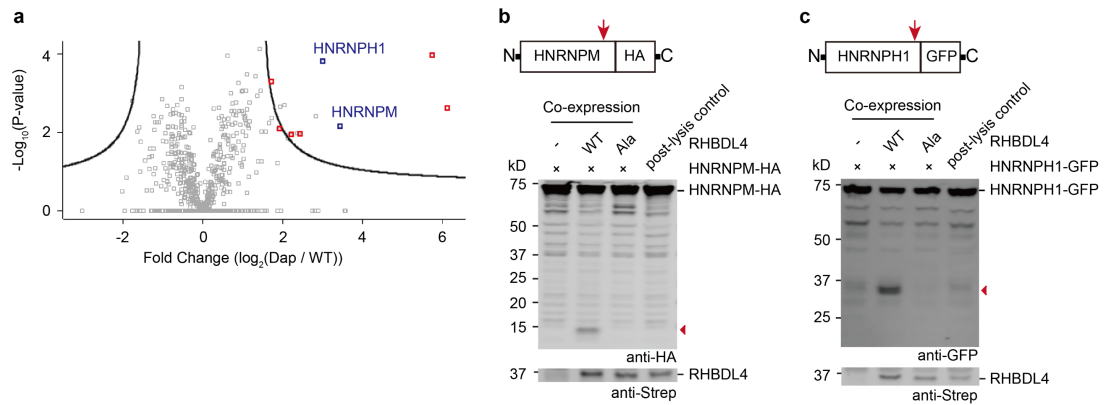 a
-Log10(P-value)
4
2
0
HNRNPH1
HNRNPM
-2 0 2 4 6
Fold Change (log2(Dap / WT))
b
N HNRNPM HA C
Co-expression
- WT Ala post-lysis control
RHBDL4
× × × × HNRNPM-HA
kD
75
50
37
25
20
15
HNRNPM-HA
anti-HA
37
RHBDL4
anti-Strep
c
N HNRNPH1 GFP C
Co-expression
- WT Ala post-lysis control
RHBDL4
× × × × HNRNPH1-GFP
kD
75
50
37
25
HNRNPH1-GFP
anti-GFP
37
RHBDL4
anti-Strep